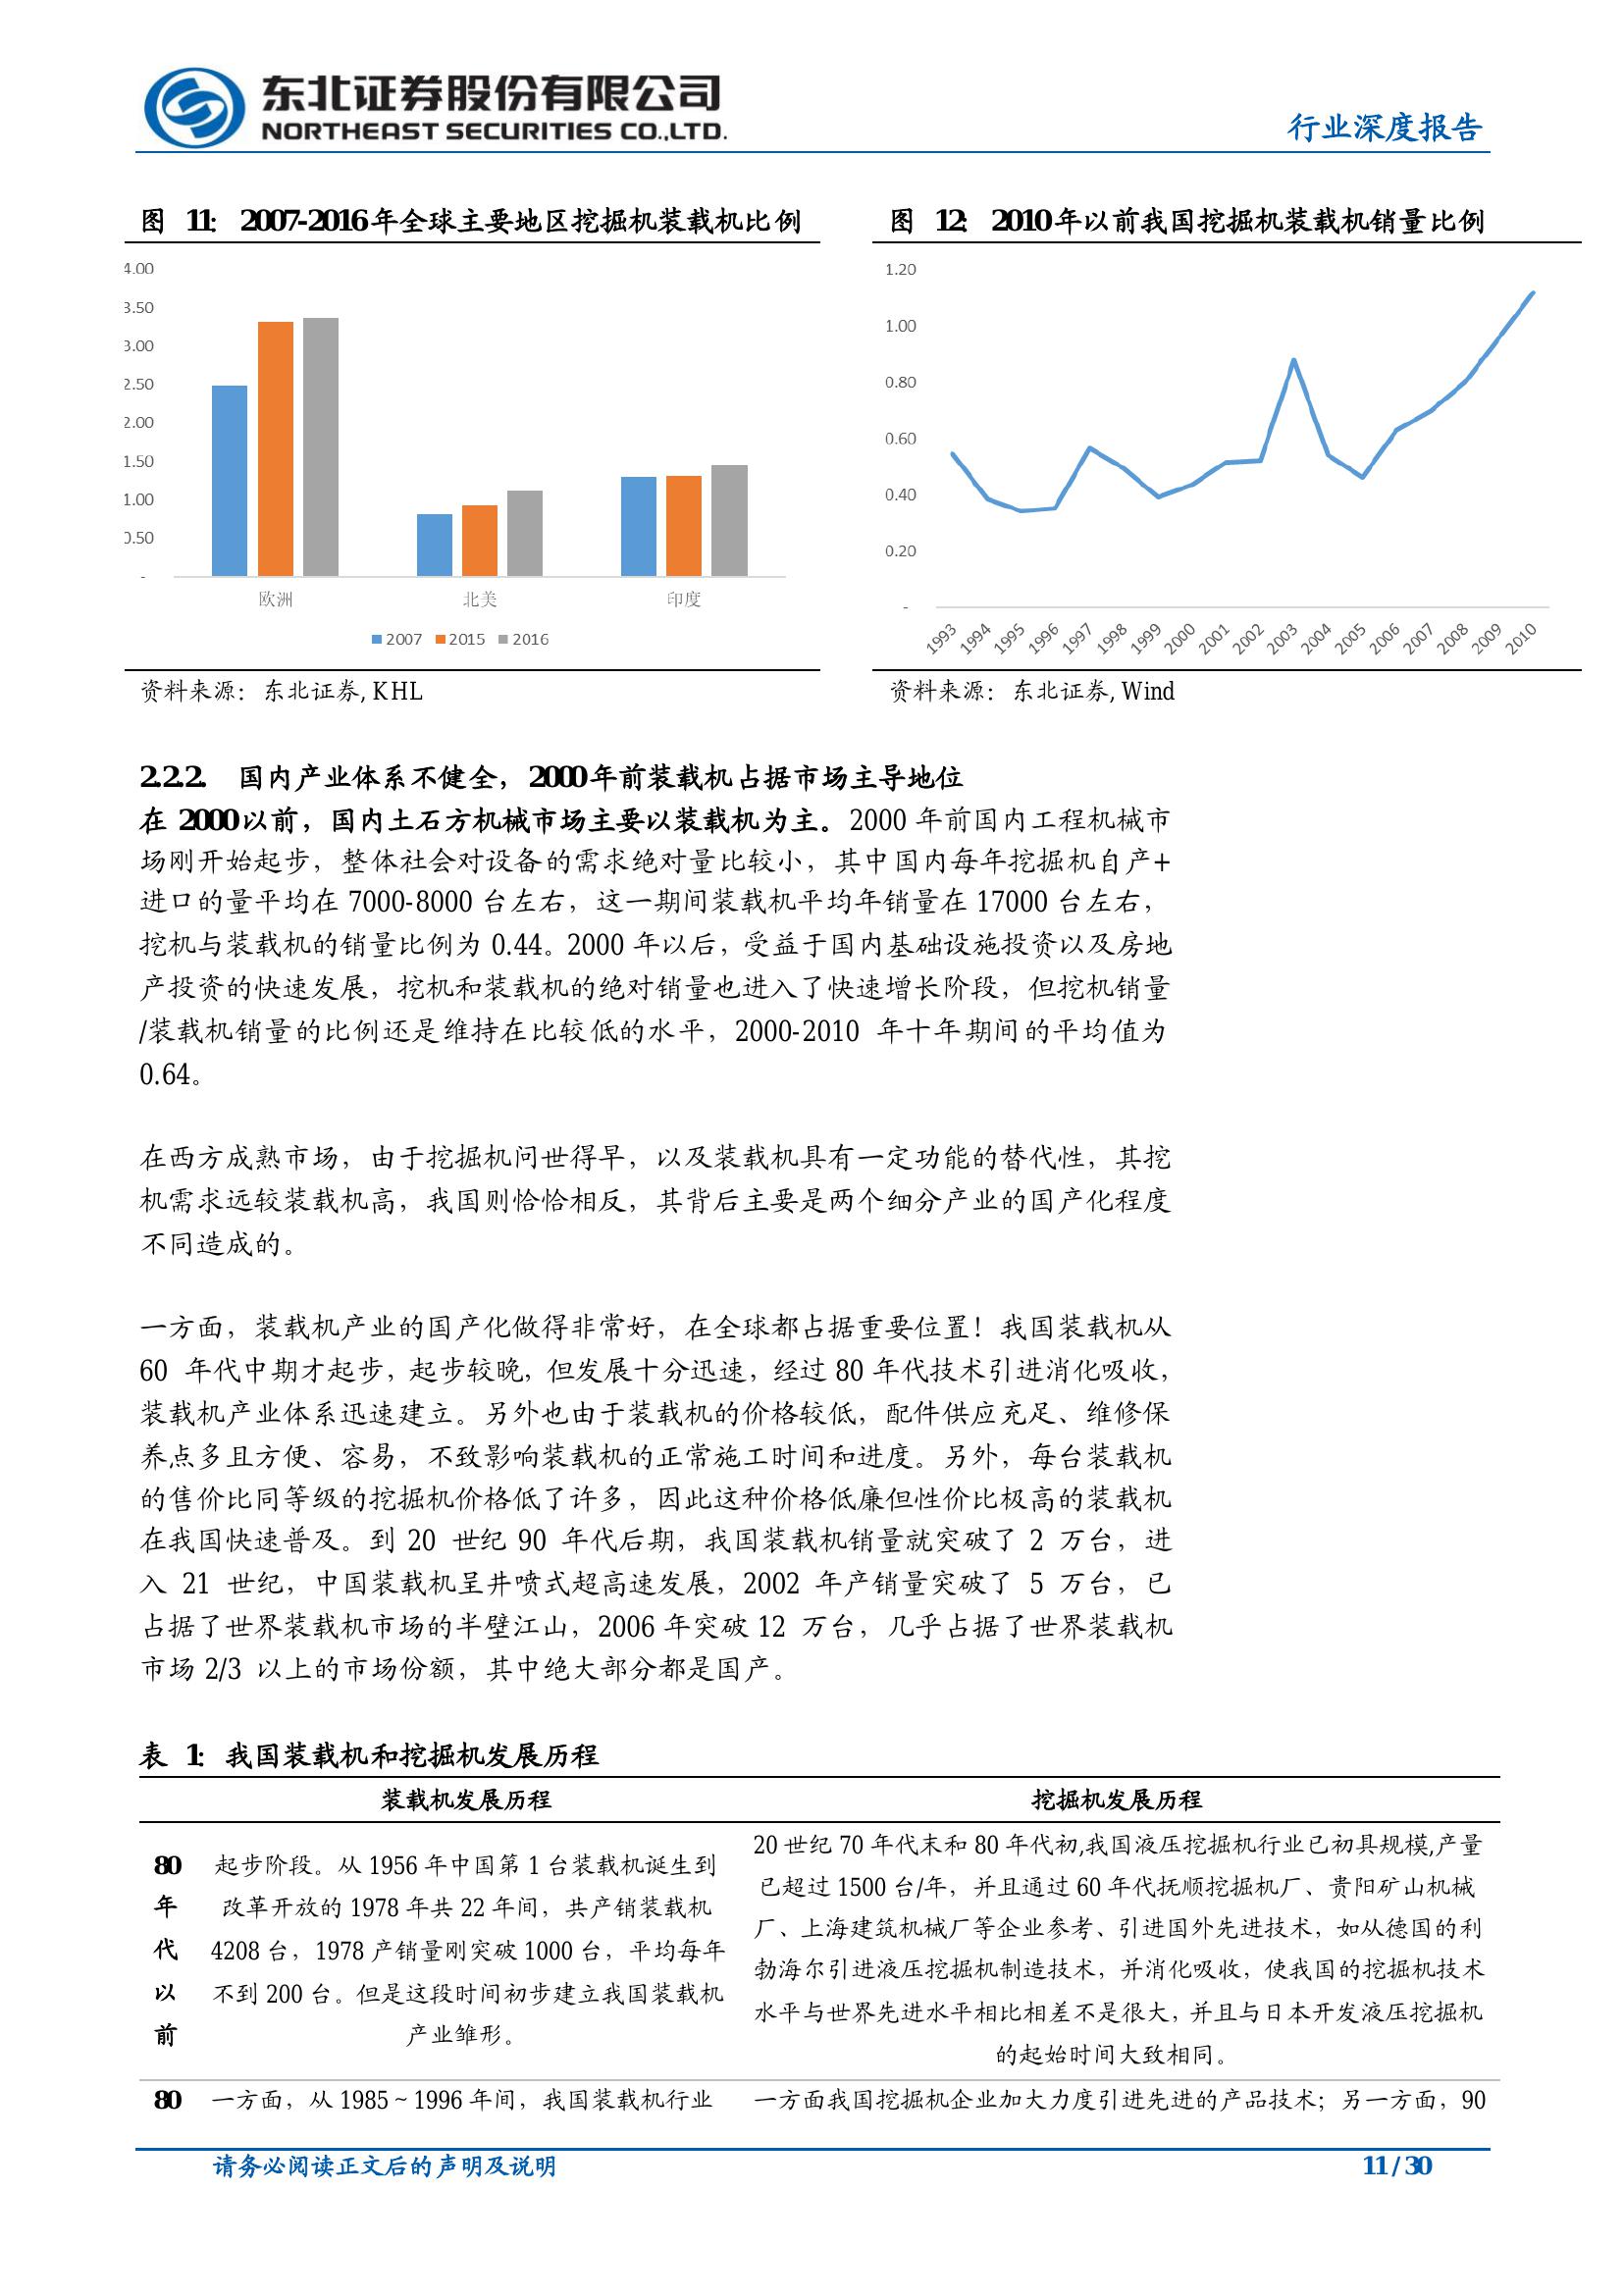 东北证券股份有限公司
NORTHEAST SECURITIES CO.,LTD.
行业深度报告
图 11: 2007-2016年全球主要地区挖掘机装载机比例
4.00
3.50
3.00
2.50
2.00
1.50
1.00
0.50
-
欧洲 北美 印度
2007 2015 2016
资料来源：东北证券, KHL
图 12: 2010年以前我国挖掘机装载机销量比例
1.20
1.00
0.80
0.60
0.40
0.20
-
1993 1994 1995 1996 1997 1998 1999 2000 2001 2002 2003 2004 2005 2006 2007 2008 2009 2010
资料来源：东北证券, Wind
2.2.2. 国内产业体系不健全，2000年前装载机占据市场主导地位
在 2000以前，国内土石方机械市场主要以装载机为主。2000 年前国内工程机械市
场刚开始起步，整体社会对设备的需求绝对量比较小，其中国内每年挖掘机自产+
进口的量平均在 7000-8000 台左右，这一期间装载机平均年销量在 17000 台左右，
挖机与装载机的销量比例为 0.44。2000 年以后，受益于国内基础设施投资以及房地
产投资的快速发展，挖机和装载机的绝对销量也进入了快速增长阶段，但挖机销量
/装载机销量的比例还是维持在比较低的水平，2000-2010 年十年期间的平均值为
0.64。
在西方成熟市场，由于挖掘机问世得早，以及装载机具有一定功能的替代性，其挖
机需求远较装载机高，我国则恰恰相反，其背后主要是两个细分产业的国产化程度
不同造成的。
一方面，装载机产业的国产化做得非常好，在全球都占据重要位置！我国装载机从
60 年代中期才起步，起步较晚，但发展十分迅速，经过 80 年代技术引进消化吸收，
装载机产业体系迅速建立。另外也由于装载机的价格较低，配件供应充足、维修保
养点多且方便、容易，不致影响装载机的正常施工时间和进度。另外，每台装载机
的售价比同等级的挖掘机价格低了许多，因此这种价格低廉但性价比极高的装载机
在我国快速普及。到 20 世纪 90 年代后期，我国装载机销量就突破了 2 万台，进
入 21 世纪，中国装载机呈井喷式超高速发展，2002 年产销量突破了 5 万台，已
占据了世界装载机市场的半壁江山，2006 年突破 12 万台，几乎占据了世界装载机
市场 2/3 以上的市场份额，其中绝大部分都是国产。
表 1: 我国装载机和挖掘机发展历程
装载机发展历程 挖掘机发展历程
80
年
代
以
前
起步阶段。从 1956 年中国第 1 台装载机诞生到
改革开放的 1978 年共 22 年间，共产销装载机
4208 台，1978 产销量刚突破 1000 台，平均每年
不到 200 台。但是这段时间初步建立我国装载机
产业雏形。
20 世纪 70 年代末和 80 年代初,我国液压挖掘机行业已初具规模,产量
已超过 1500 台/年，并且通过 60 年代抚顺挖掘机厂、贵阳矿山机械
厂、上海建筑机械厂等企业参考、引进国外先进技术，如从德国的利
勃海尔引进液压挖掘机制造技术，并消化吸收，使我国的挖掘机技术
水平与世界先进水平相比相差不是很大，并且与日本开发液压挖掘机
的起始时间大致相同。
80 一方面，从 1985～1996 年间，我国装载机行业 一方面我国挖掘机企业加大力度引进先进的产品技术；另一方面，90
请务必阅读正文后的声明及说明 11 / 30